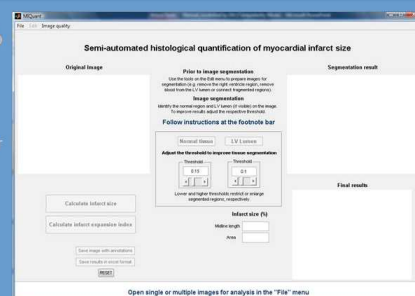 MIQuant
File Edit Image quality
Semi-automated histological quantification of myocardial infarct size
Original Image
Prior to image segmentation
Segmentation result
Use the tools on the Edit menu to prepare images for
segmentation (e.g. remove the right ventricle region, remove
blood from the LV lumen or connect fragmented regions)
Image segmentation
Identify the normal region and LV lumen (if visible) on the image.
To improve results adjust the respective threshold.
Follow instructions at the footnote bar
Normal tissue
LV Lumen
Adjust the threshold to improve tissue segmentation:
Threshold
Threshold
0.13
0.1
Lower and higher thresholds restrict or enlarge
segmented regions, respectively
Final results
Calculate infarct size
Calculate infarct expansion index
Infarct size (%)
Midline length
Area
Save image with annotations
Save results in excel format
RESET
Open single or multiple images for analysis in the "File" menu